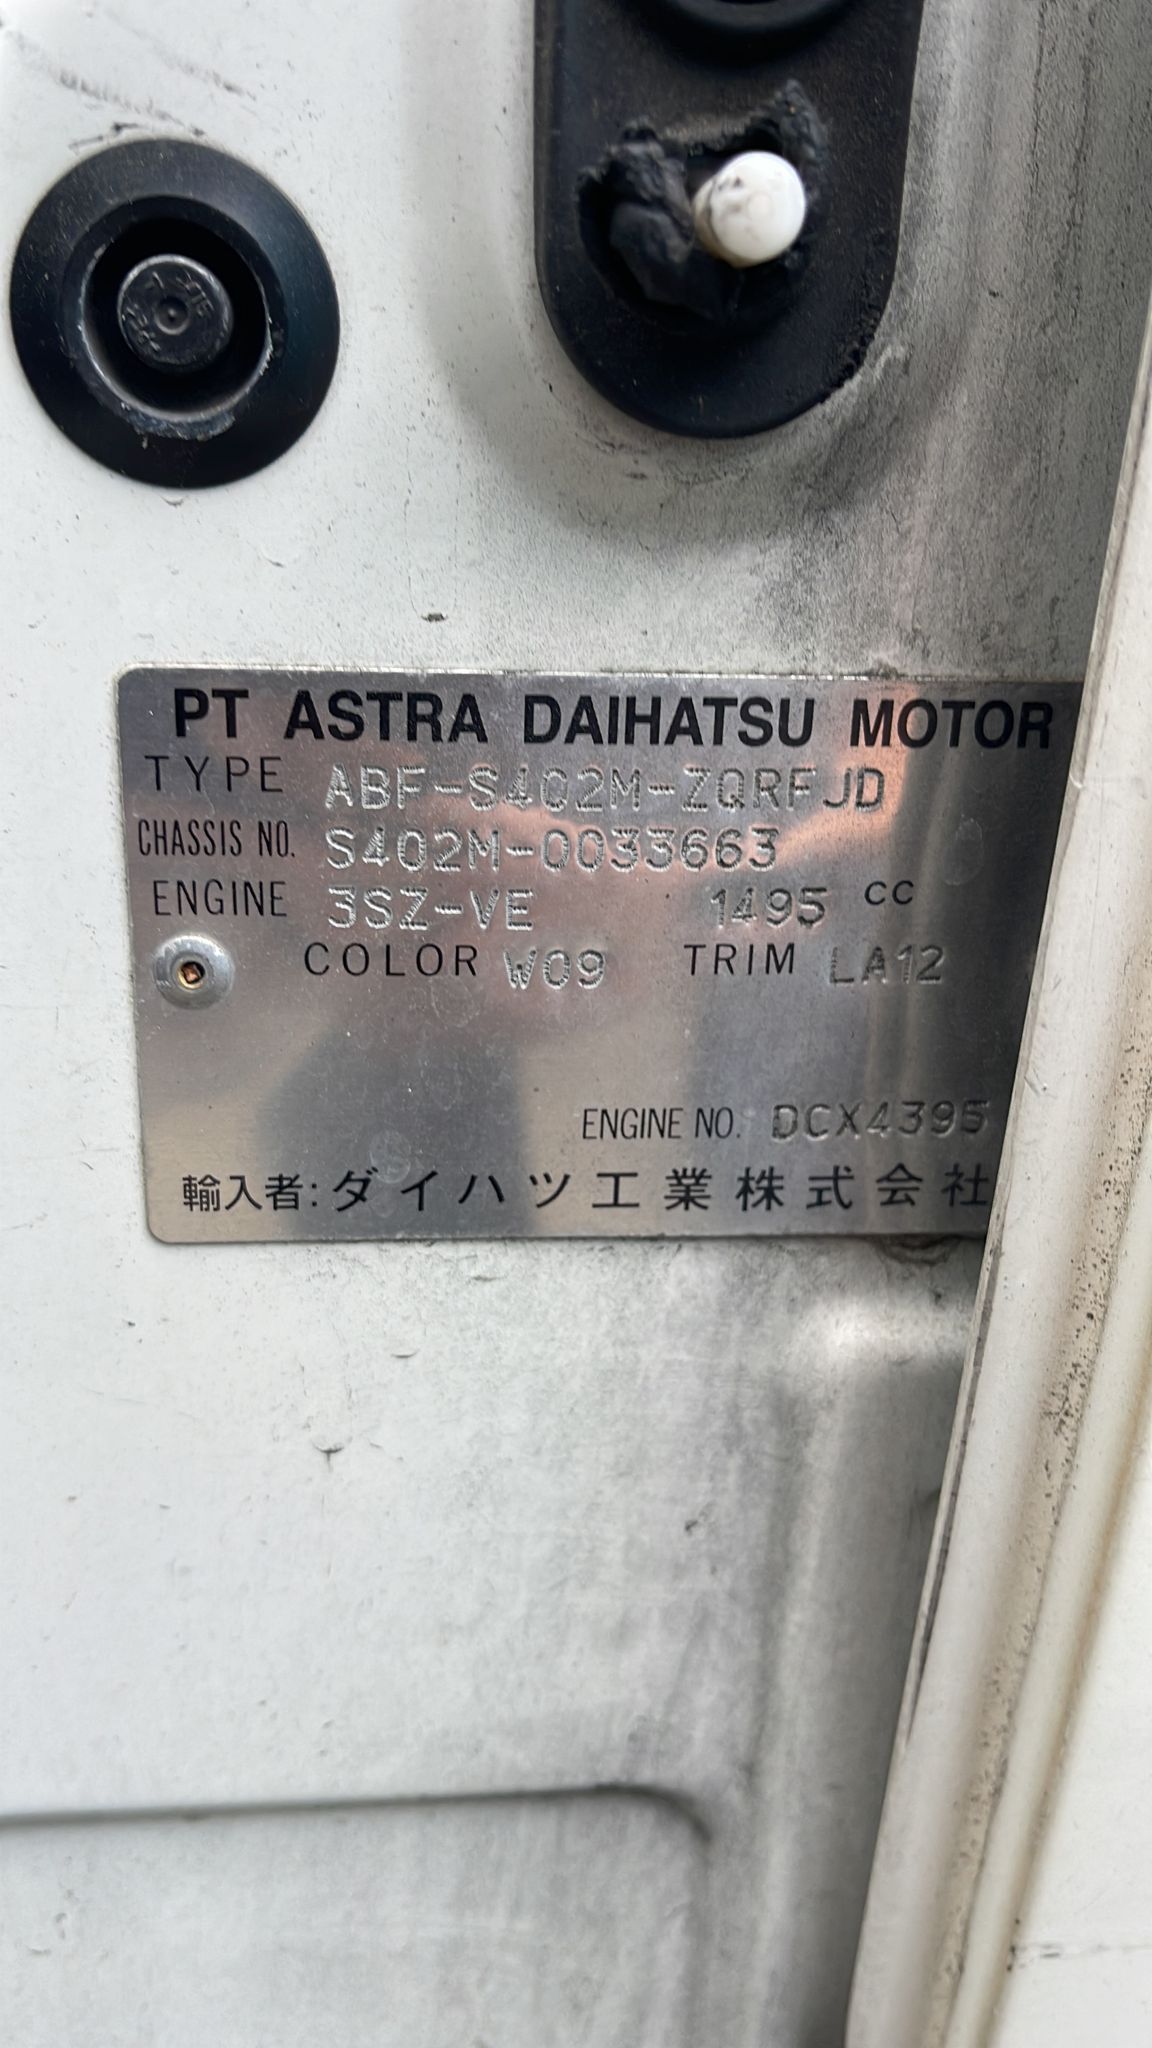 PT ASTRA DAIHATSU MOTOR
TYPE ABF-S402M-ZQRFJD
CHASSIS NO. S402M-0033663
ENGINE 3SZ-VE 1495 CC
COLOR W09 TRIM LA12
ENGINE NO. DCX4395
輸入者:ダイハツ工業株式会社